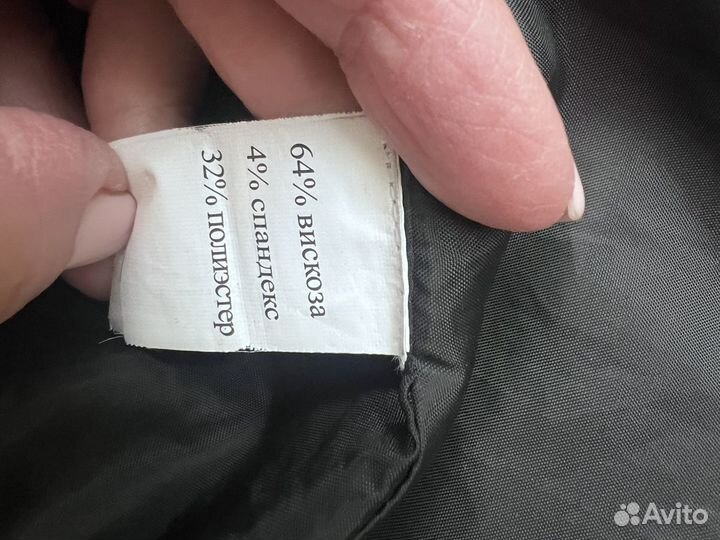 64% вискоза
4% спандекс
32% полиэстер
Avito